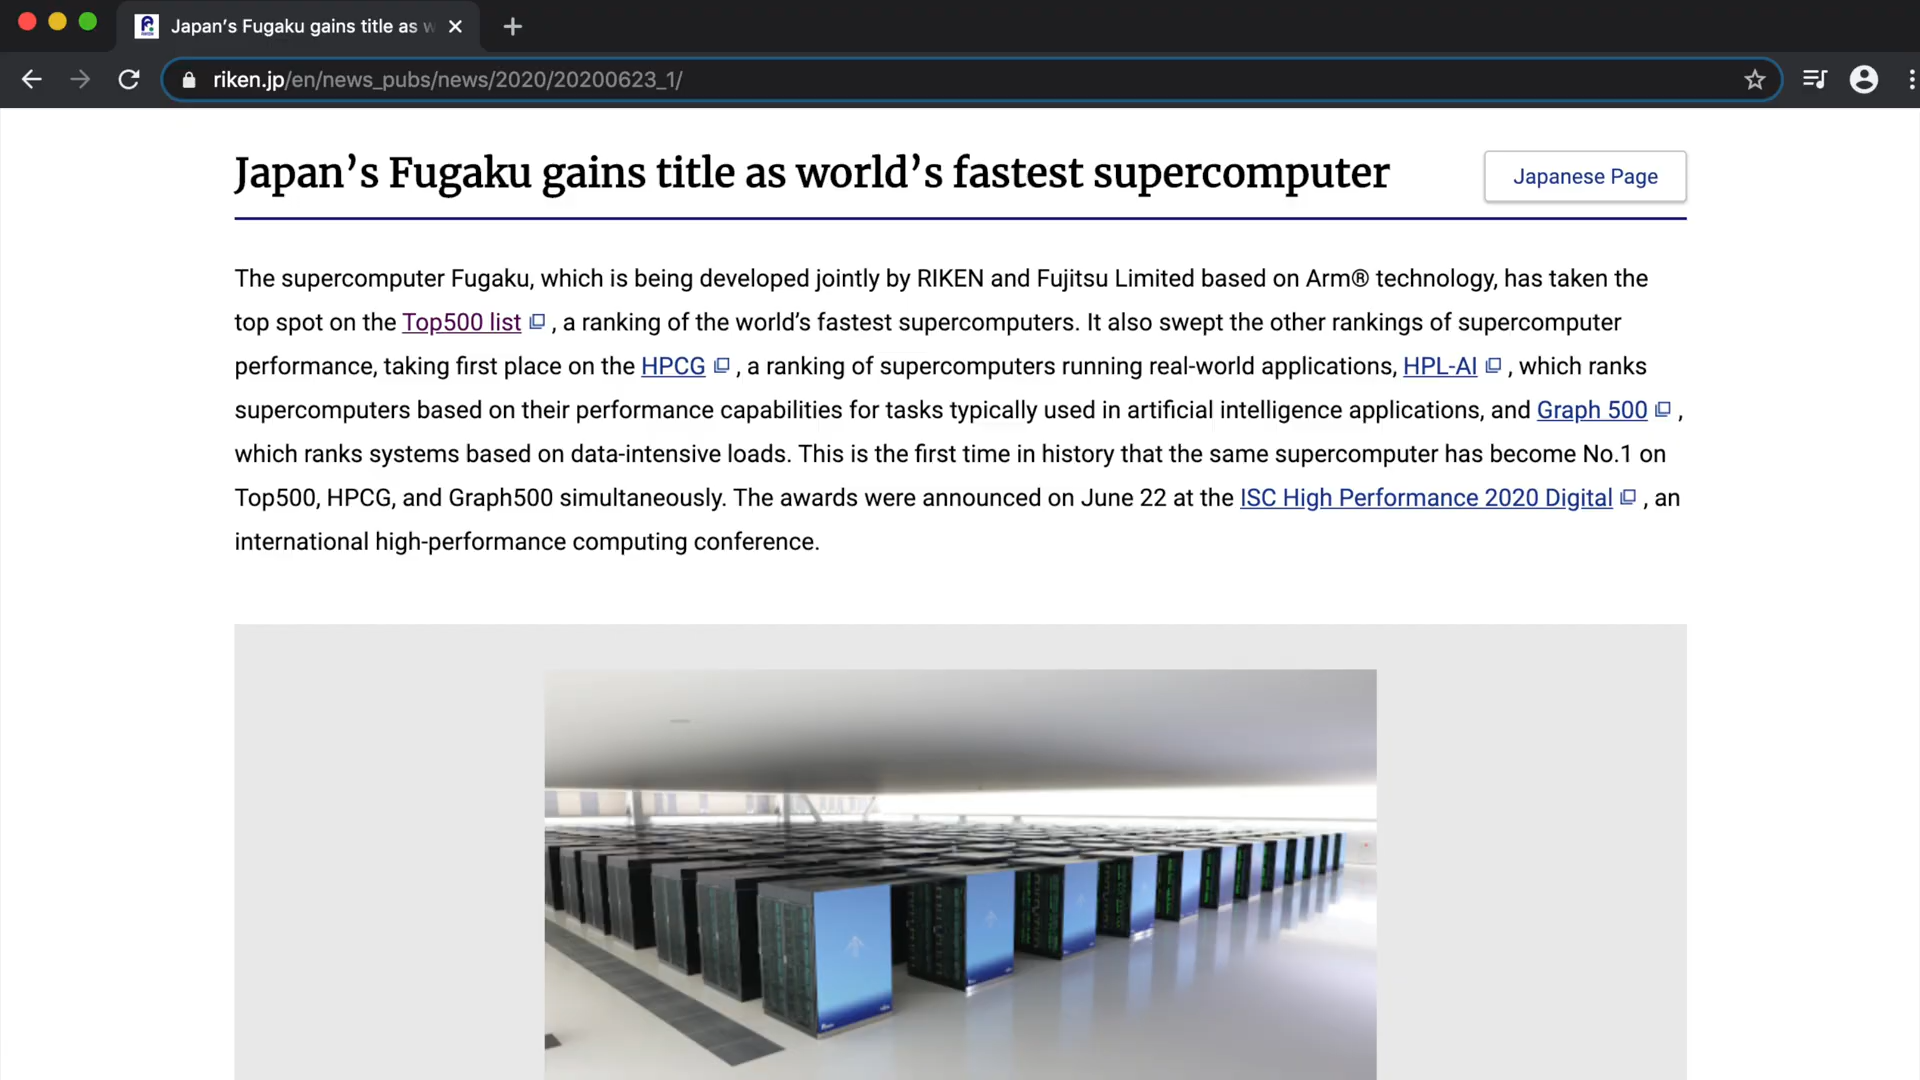 Japan's Fugaku gains title as w
riken.jp/en/news_pubs/news/2020/20200623_1/
Japan's Fugaku gains title as world's fastest supercomputer
Japanese Page
The supercomputer Fugaku, which is being developed jointly by RIKEN and Fujitsu Limited based on Arm® technology, has taken the
top spot on the Top500 list , a ranking of the world's fastest supercomputers. It also swept the other rankings of supercomputer
performance, taking first place on the HPCG , a ranking of supercomputers running real-world applications, HPL-AI , which ranks
supercomputers based on their performance capabilities for tasks typically used in artificial intelligence applications, and Graph 500 ,
which ranks systems based on data-intensive loads. This is the first time in history that the same supercomputer has become No.1 on
Top500, HPCG, and Graph500 simultaneously. The awards were announced on June 22 at the ISC High Performance 2020 Digital , an
international high-performance computing conference.